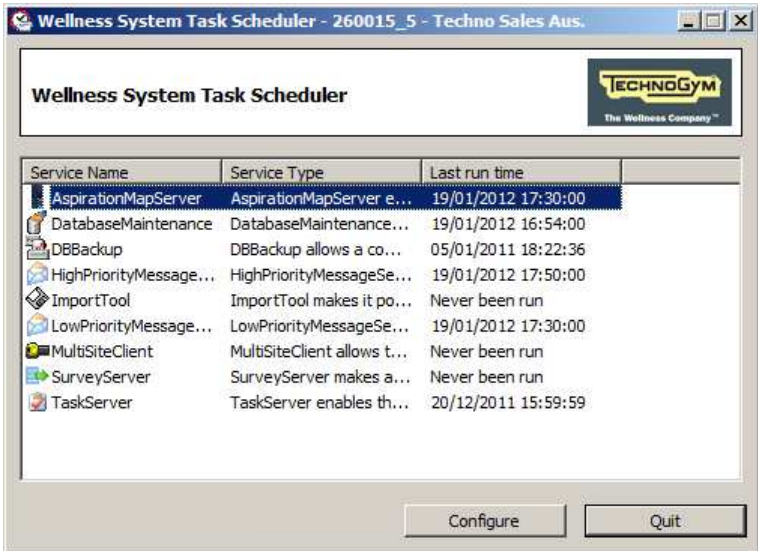 Wellness System Task Scheduler - 260015_5 - Techno Sales Aus.
Wellness System Task Scheduler
TECHNOGYM
The Wellness Company™
Service Name Service Type Last run time
AspirationMapServer AspirationMapServer e... 19/01/2012 17:30:00
DatabaseMaintenance DatabaseMaintenance... 19/01/2012 16:54:00
DBBackup DBBackup allows a co... 05/01/2011 18:22:36
HighPriorityMessage... HighPriorityMessageSe... 19/01/2012 17:50:00
ImportTool ImportTool makes it po... Never been run
LowPriorityMessage... LowPriorityMessageSe... 19/01/2012 17:30:00
MultiSiteClient MultiSiteClient allows t... Never been run
SurveyServer SurveyServer makes a... Never been run
TaskServer TaskServer enables th... 20/12/2011 15:59:59
Configure Quit